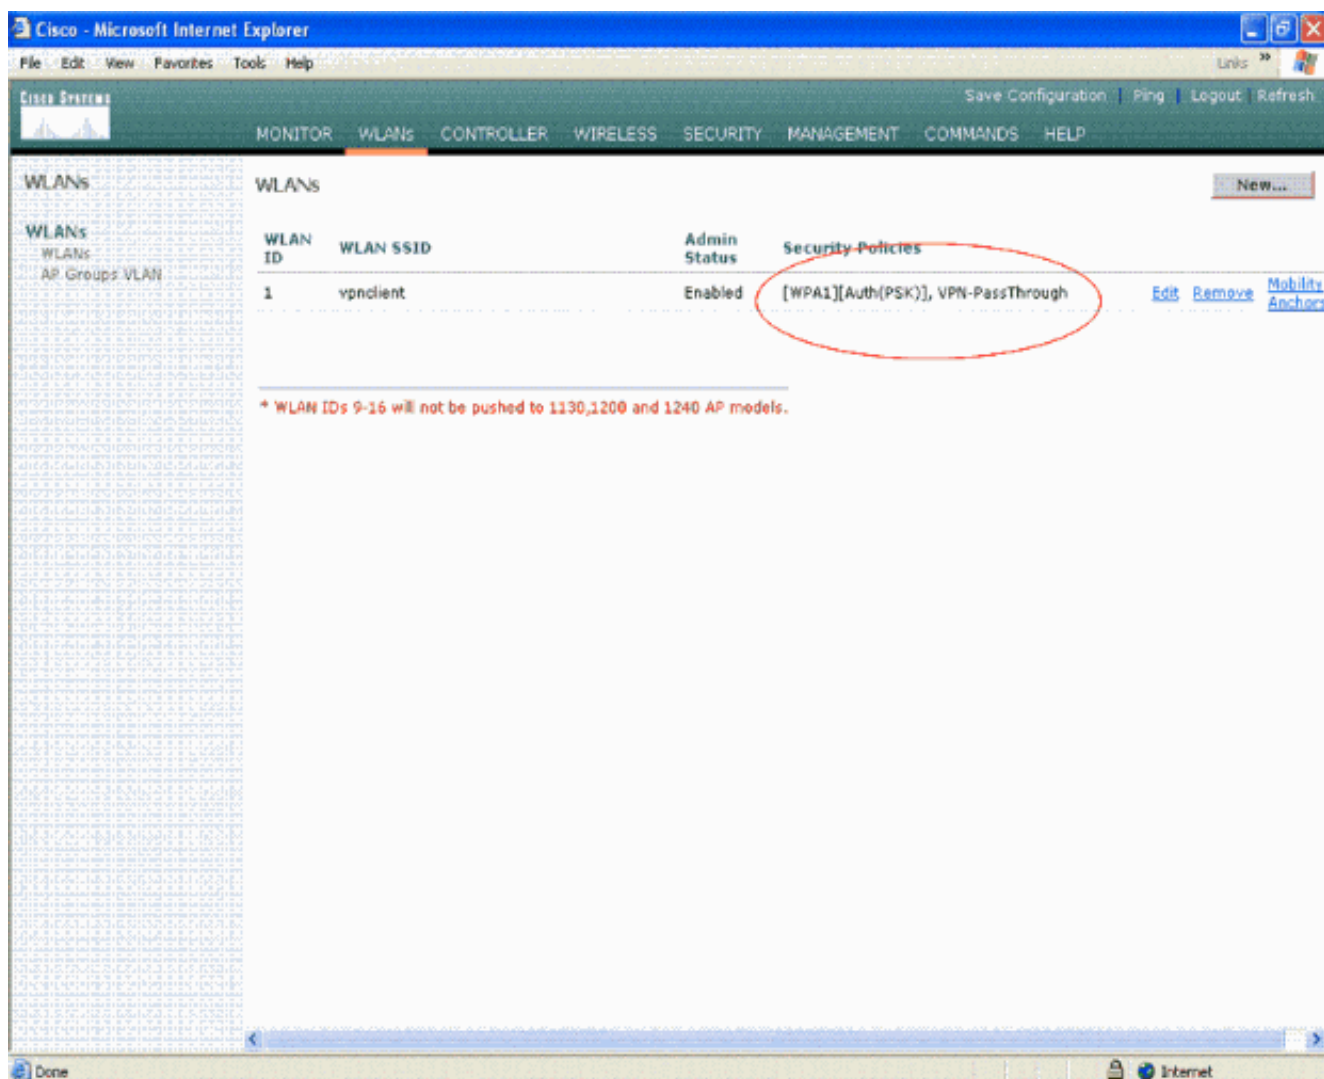 Cisco - Microsoft Internet Explorer
File Edit View Favorites Tools Help
Links »
CISCO SYSTEMS
Save Configuration | Ping | Logout | Refresh
MONITOR WLANs CONTROLLER WIRELESS SECURITY MANAGEMENT COMMANDS HELP
WLANs
WLANs
WLANs
AP Groups VLAN
WLANs
New...
WLAN ID WLAN SSID Admin Status Security Policies
1 vpnclient Enabled [WPA1][Auth(PSK)], VPN-PassThrough Edit Remove Mobility Anchors
* WLAN IDs 9-16 will not be pushed to 1130,1200 and 1240 AP models.
Done
Internet